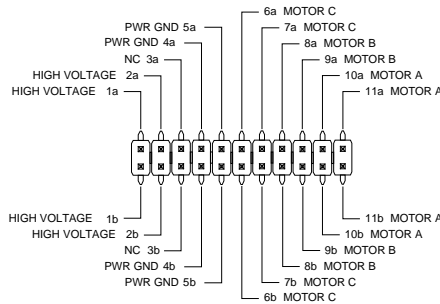 6a MOTOR C
PWR GND 5a
7a MOTOR C
PWR GND 4a
8a MOTOR B
NC 3a
9a MOTOR B
HIGH VOLTAGE 2a
10a MOTOR A
HIGH VOLTAGE 1a
11a MOTOR A
HIGH VOLTAGE 1b
11b MOTOR A
HIGH VOLTAGE 2b
10b MOTOR A
NC 3b
9b MOTOR B
PWR GND 4b
8b MOTOR B
PWR GND 5b
7b MOTOR C
6b MOTOR C